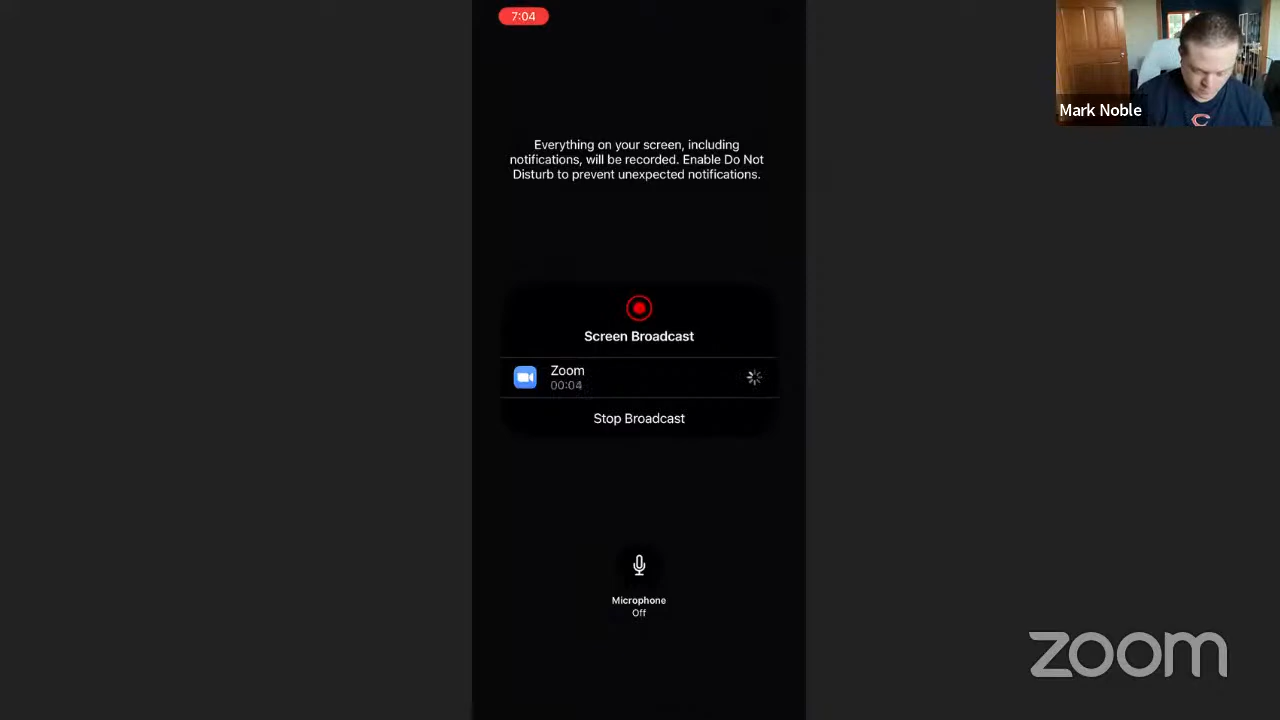 7:04
Mark Noble
Everything on your screen, including
notifications, will be recorded. Enable Do Not
Disturb to prevent unexpected notifications.
Screen Broadcast
Zoom
00:04
Stop Broadcast
Microphone
Off
zoom